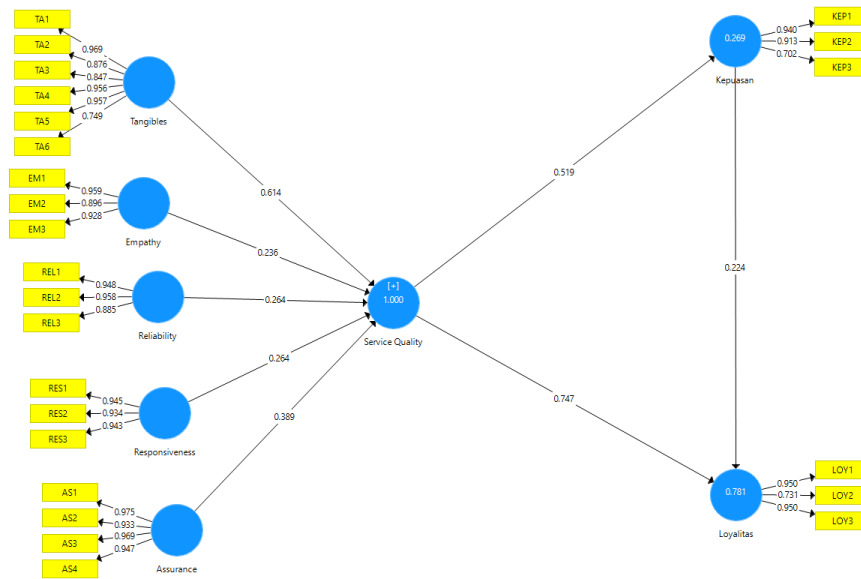 TA1
TA2
TA3
TA4
TA5
TA6
0.969
0.876
0.847
0.956
0.957
0.749
Tangibles
EM1
EM2
EM3
0.959
0.896
0.928
Empathy
REL1
REL2
REL3
0.948
0.958
0.885
Reliability
RES1
RES2
RES3
0.945
0.934
0.943
Responsiveness
AS1
AS2
AS3
AS4
0.975
0.933
0.969
0.947
Assurance
0.614
0.236
0.264
0.264
0.389
[+]
1.000
Service Quality
0.519
0.747
0.269
Kepuasan
0.940
0.913
0.702
KEP1
KEP2
KEP3
0.224
0.781
Loyalitas
0.950
0.731
0.950
LOY1
LOY2
LOY3